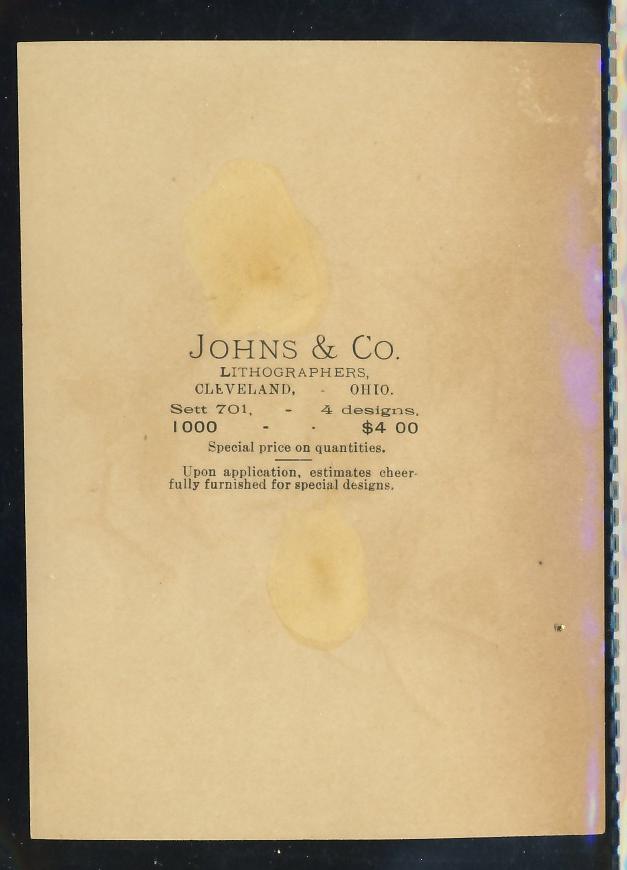 JOHNS & CO.
LITHOGRAPHERS,
CLEVELAND, - OHIO.
Sett 701, - 4 designs,
1000 - - $4 00
Special price on quantities.
Upon application, estimates cheer-
fully furnished for special designs.